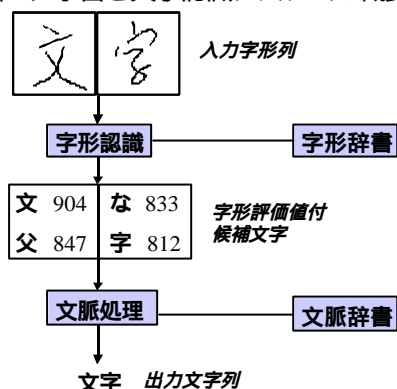 文字 入力字形列
字形認識 字形辞書
文 904 な 833 字形評価値付
父 847 字 812 候補文字
文脈処理 文脈辞書
文字 出力文字列